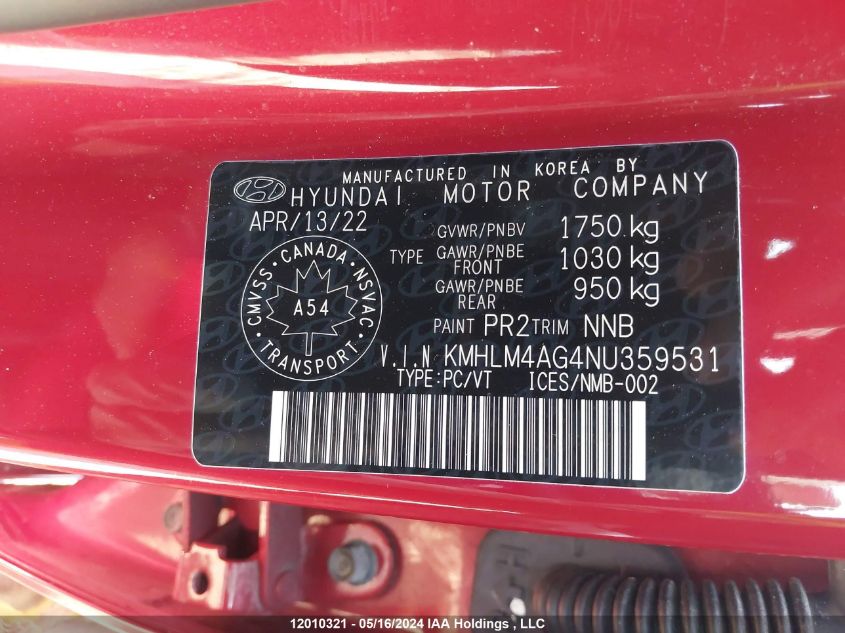 MANUFACTURED IN KOREA BY
HYUNDAI MOTOR COMPANY
APR/13/22
GVWR/PNBV 1750 kg
TYPE GAWR/PNBE FRONT 1030 kg
GAWR/PNBE REAR 950 kg
CANADA
CMVSS · NSVAC
A54
TRANSPORT
PAINT PR2 TRIM NNB
V.I.N KMHLM4AG4NU359531
TYPE:PC/VT ICES/NMB-002
12010321 - 05/16/2024 IAA Holdings , LLC